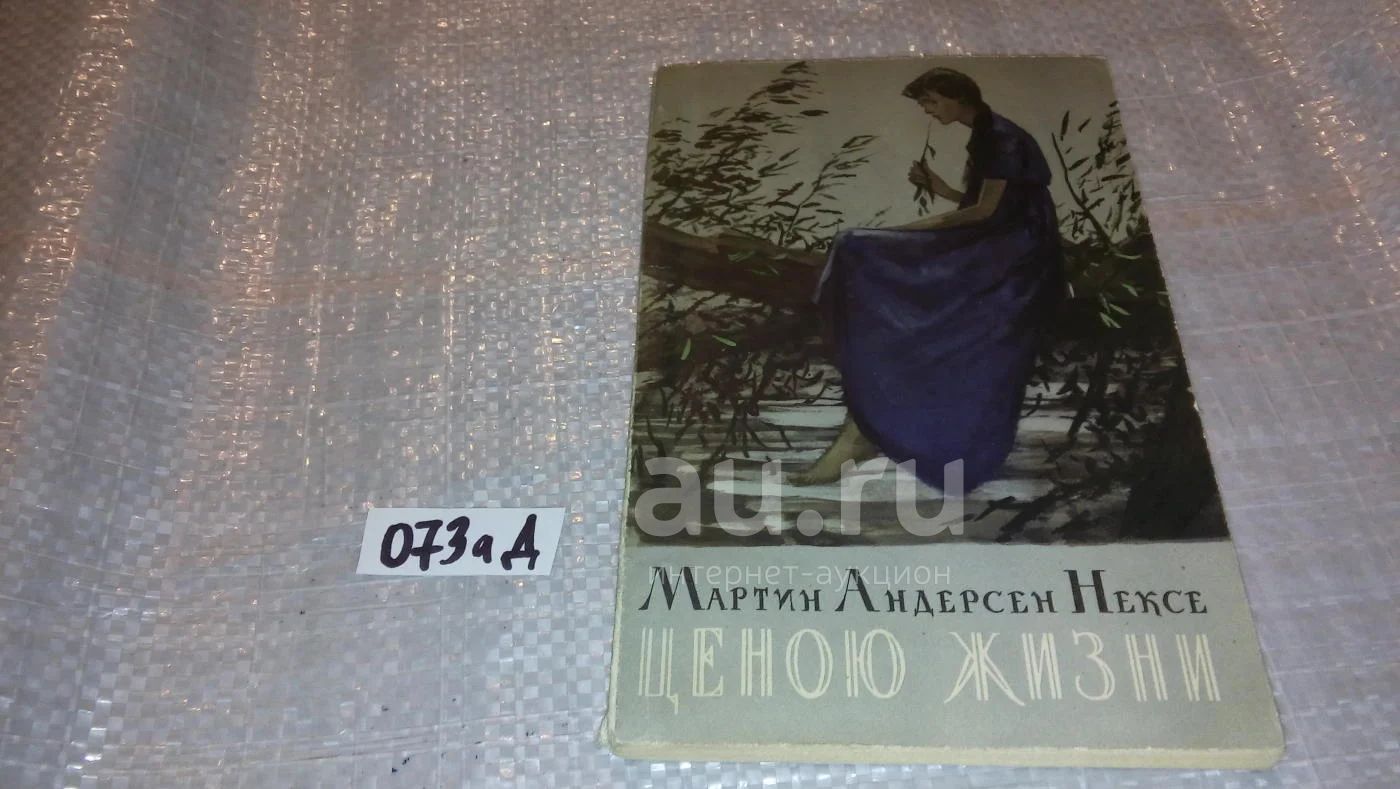 073аД
au.ru
интернет-аукцион
Мартин Андерсен Нексе
ЦЕНОЮ ЖИЗНИ